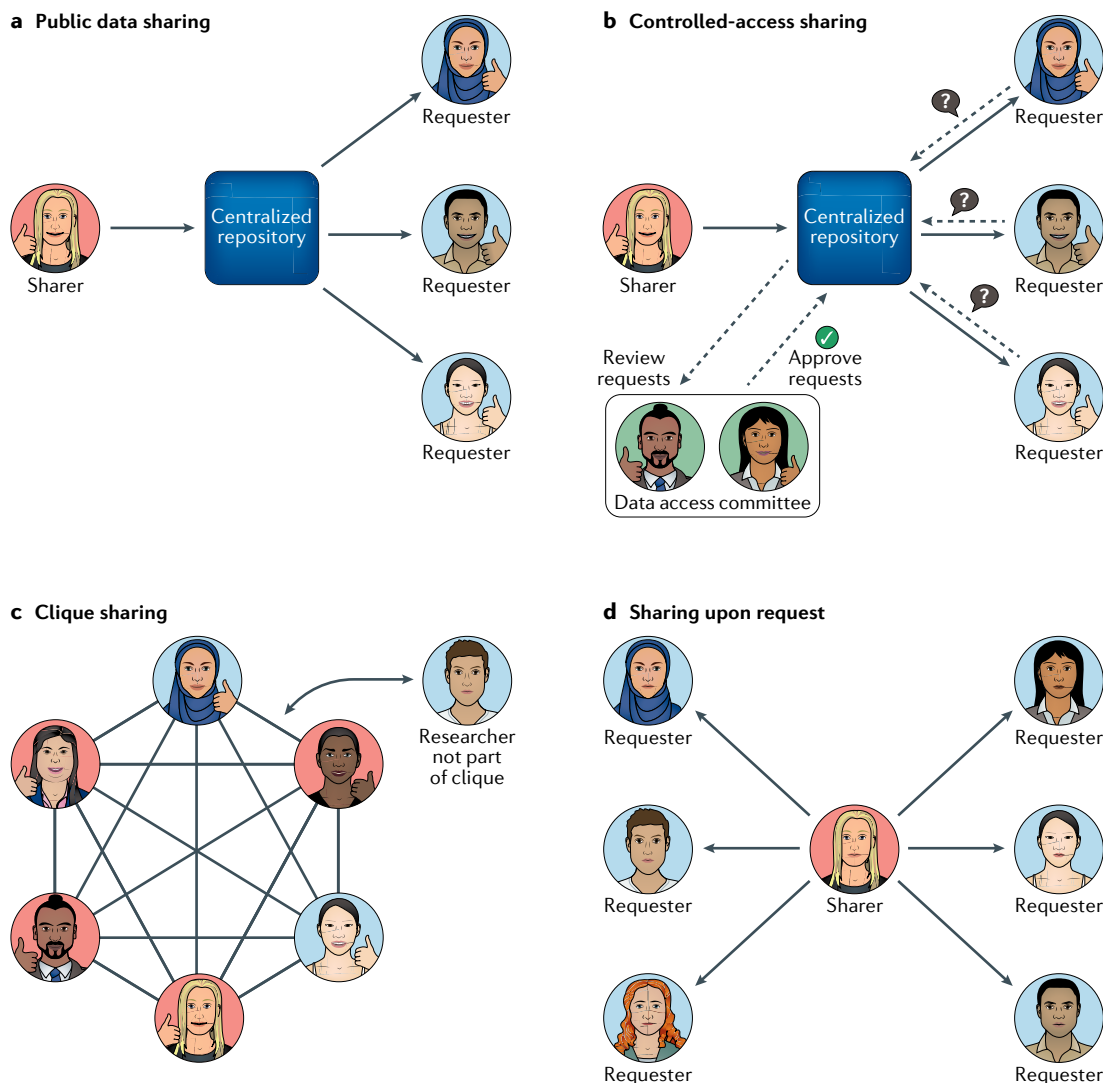 a Public data sharing
Requester
Centralized
repository
Sharer
Requester
Requester
b Controlled-access sharing
?
Requester
?
Centralized
repository
Sharer
Requester
?
✓
Review
requests
Approve
requests
Requester
Data access committee
c Clique sharing
Researcher
not part
of clique
d Sharing upon request
Requester
Requester
Requester
Sharer
Requester
Requester
Requester